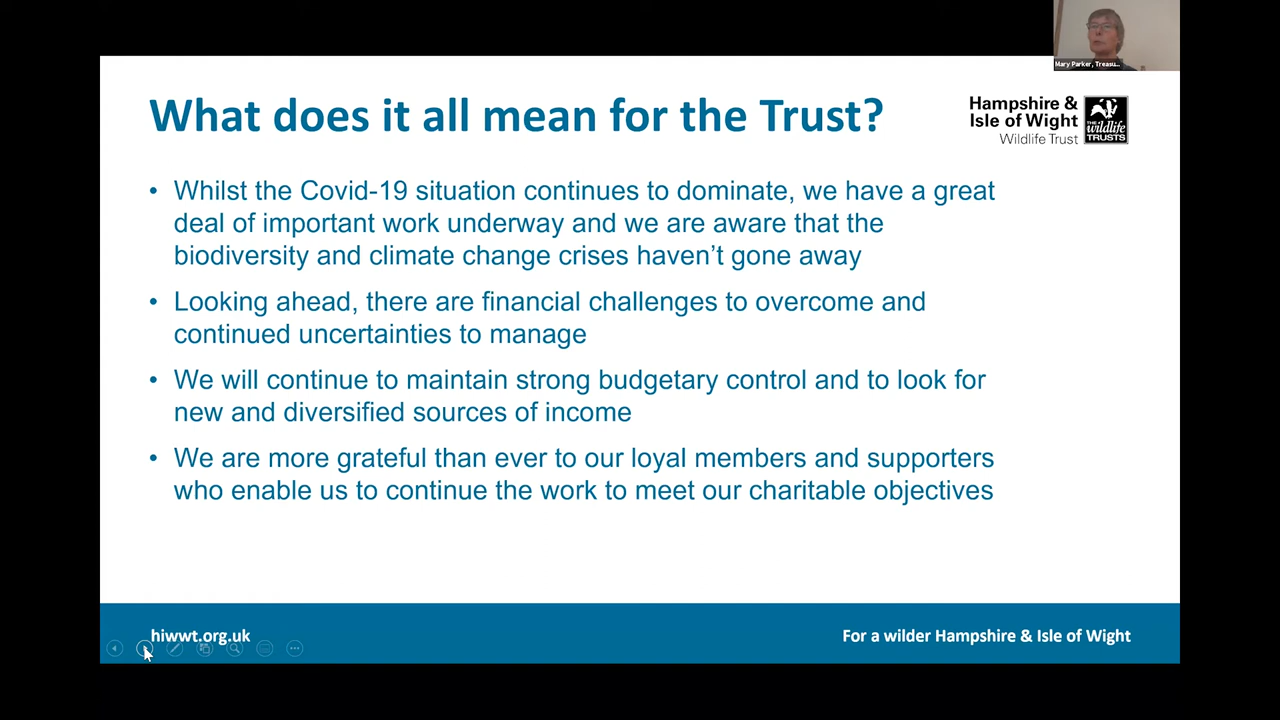 Mary Parker, Treasu...
What does it all mean for the Trust?
Hampshire &
Isle of Wight
Wildlife Trust
THE
wildlife
TRUSTS
• Whilst the Covid-19 situation continues to dominate, we have a great
deal of important work underway and we are aware that the
biodiversity and climate change crises haven’t gone away
• Looking ahead, there are financial challenges to overcome and
continued uncertainties to manage
• We will continue to maintain strong budgetary control and to look for
new and diversified sources of income
• We are more grateful than ever to our loyal members and supporters
who enable us to continue the work to meet our charitable objectives
hiwwt.org.uk
For a wilder Hampshire & Isle of Wight